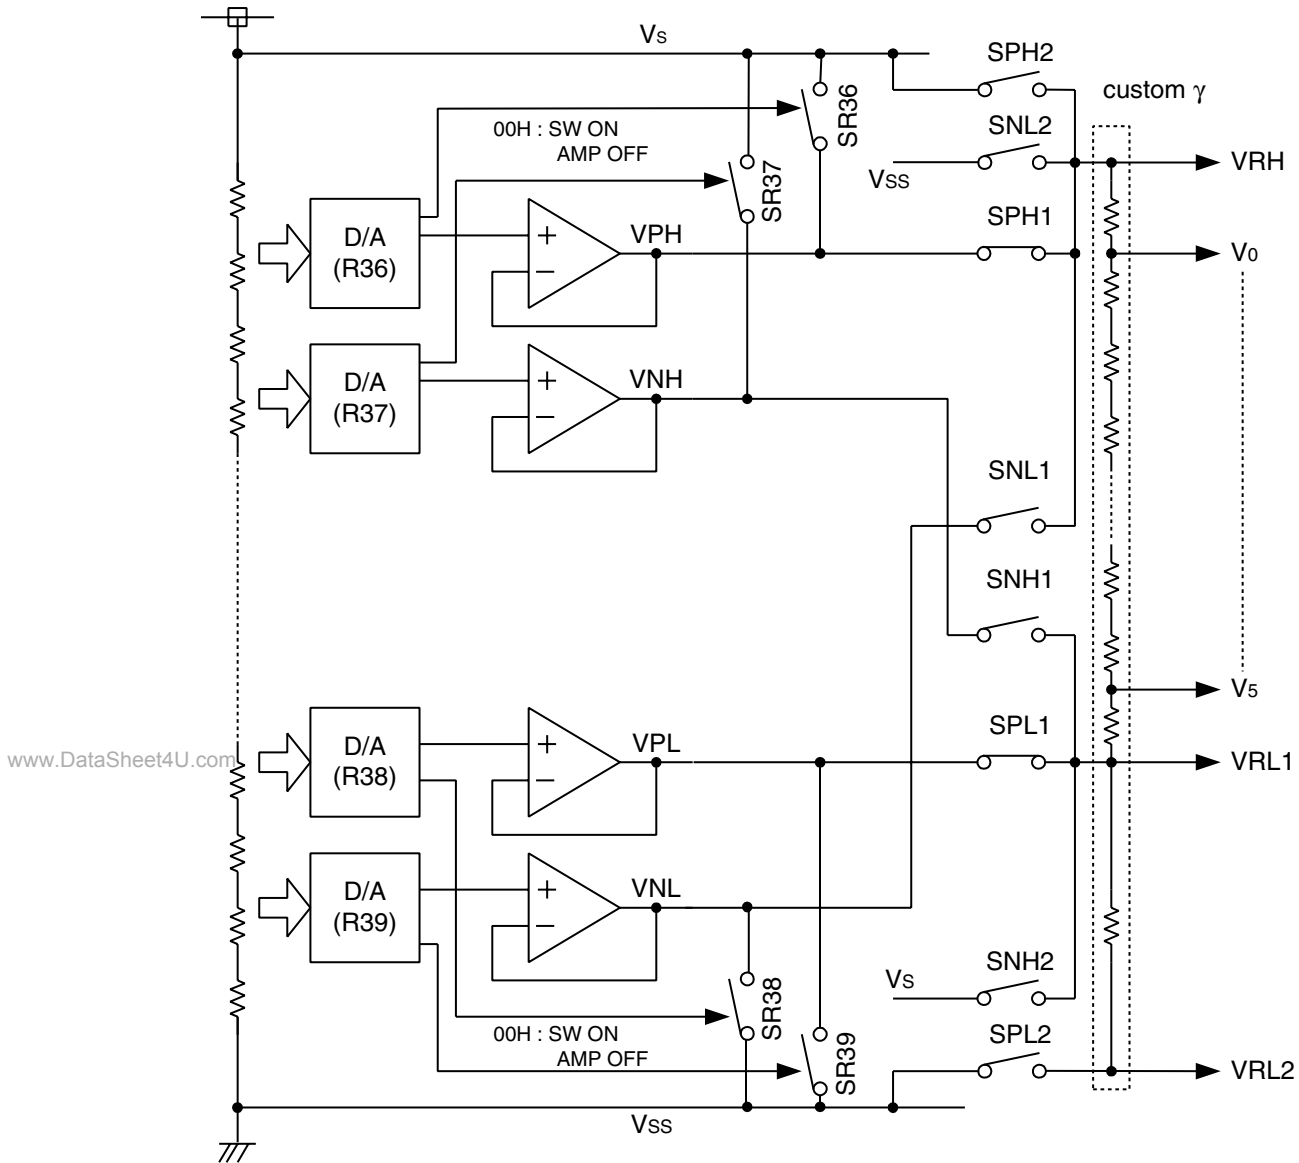 VS
SPH2
custom γ
SR36
00H : SW ON
AMP OFF
SNL2
VSS
VRH
SR37
D/A
(R36)
+
−
VPH
SPH1
V0
D/A
(R37)
+
−
VNH
SNL1
SNH1
V5
D/A
(R38)
+
−
VPL
SPL1
VRL1
www.DataSheet4U.com
D/A
(R39)
+
−
VNL
SNH2
VS
SR38
00H : SW ON
AMP OFF
SR39
SPL2
VRL2
VSS